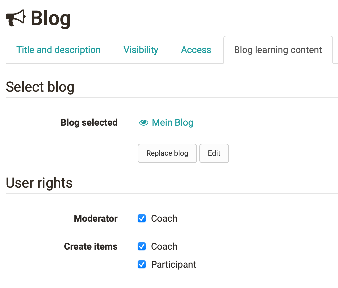 Blog
Title and description Visibility Access Blog learning content
Select blog
Blog selected Mein Blog
Replace blog Edit
User rights
Moderator Coach
Create items Coach
Participant